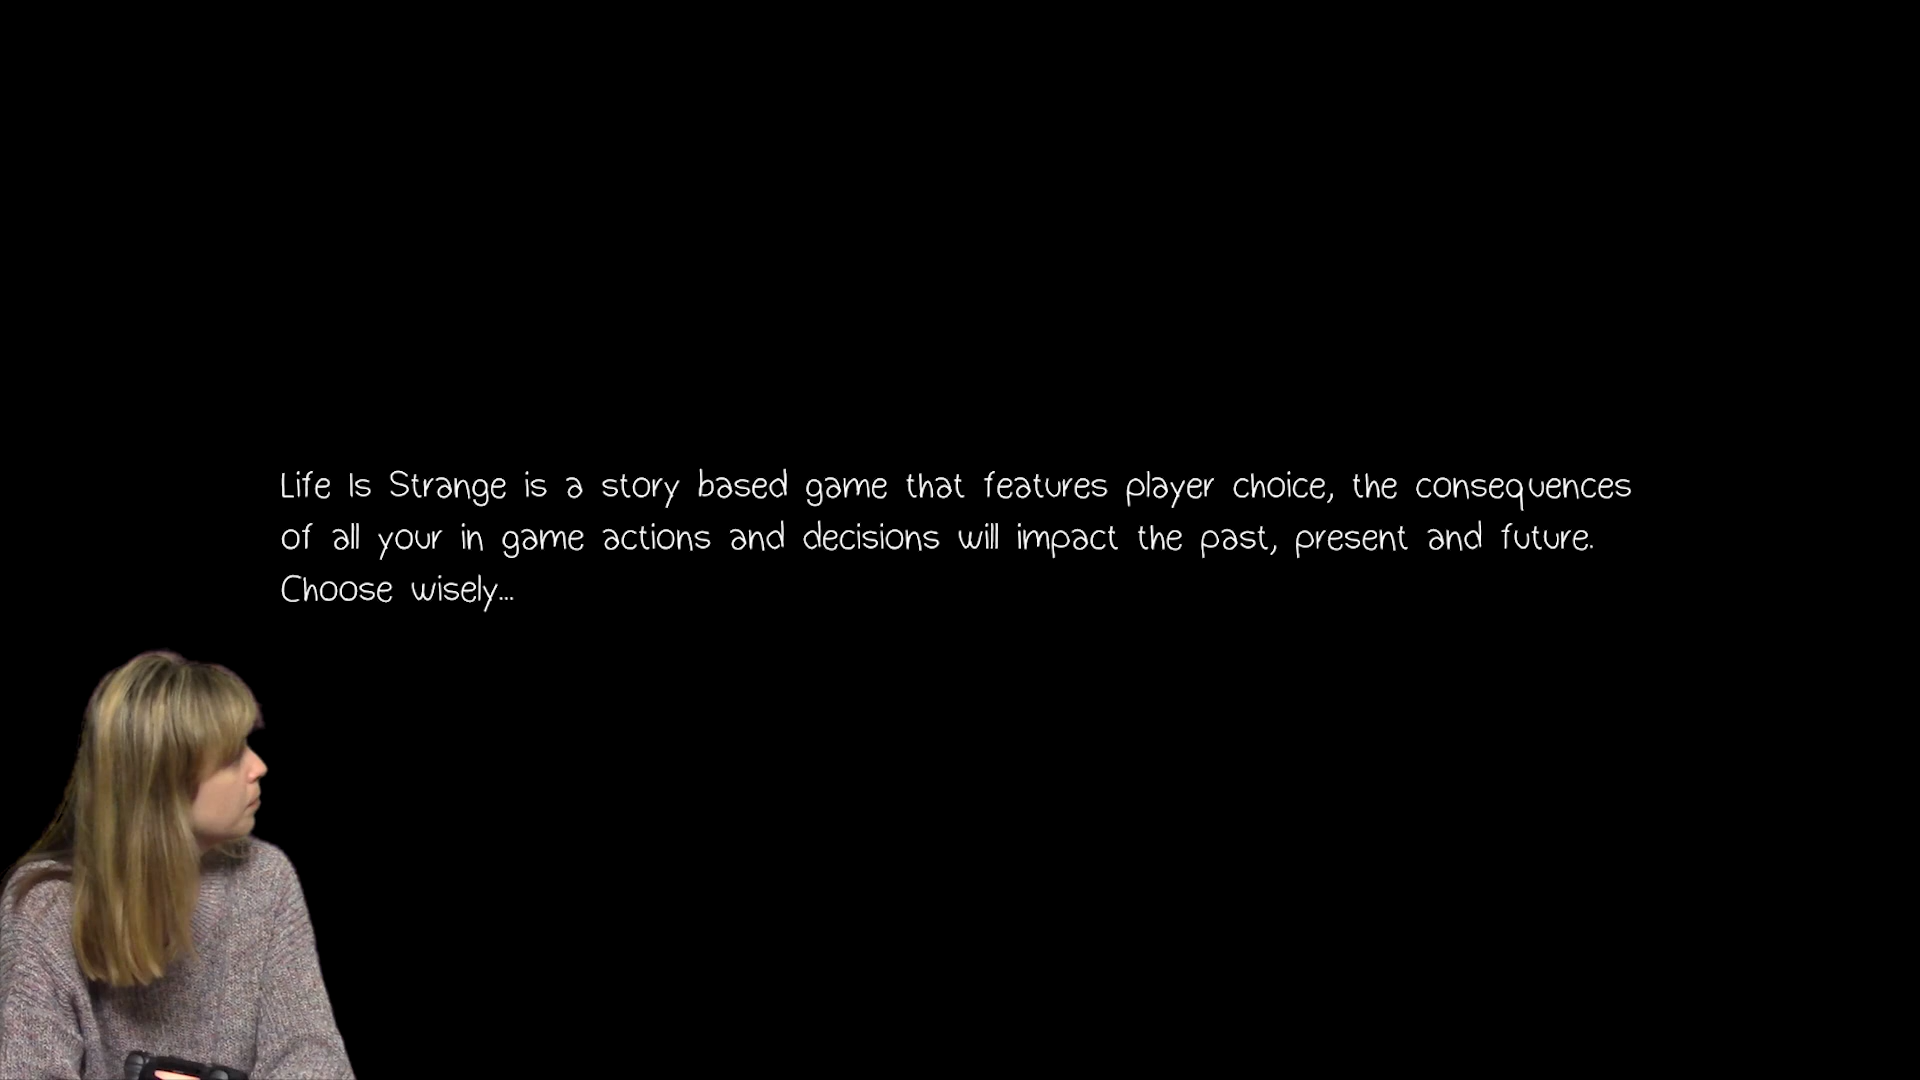 Life Is Strange is a story based game that features player choice, the consequences
of all your in game actions and decisions will impact the past, present and future.
Choose wisely...